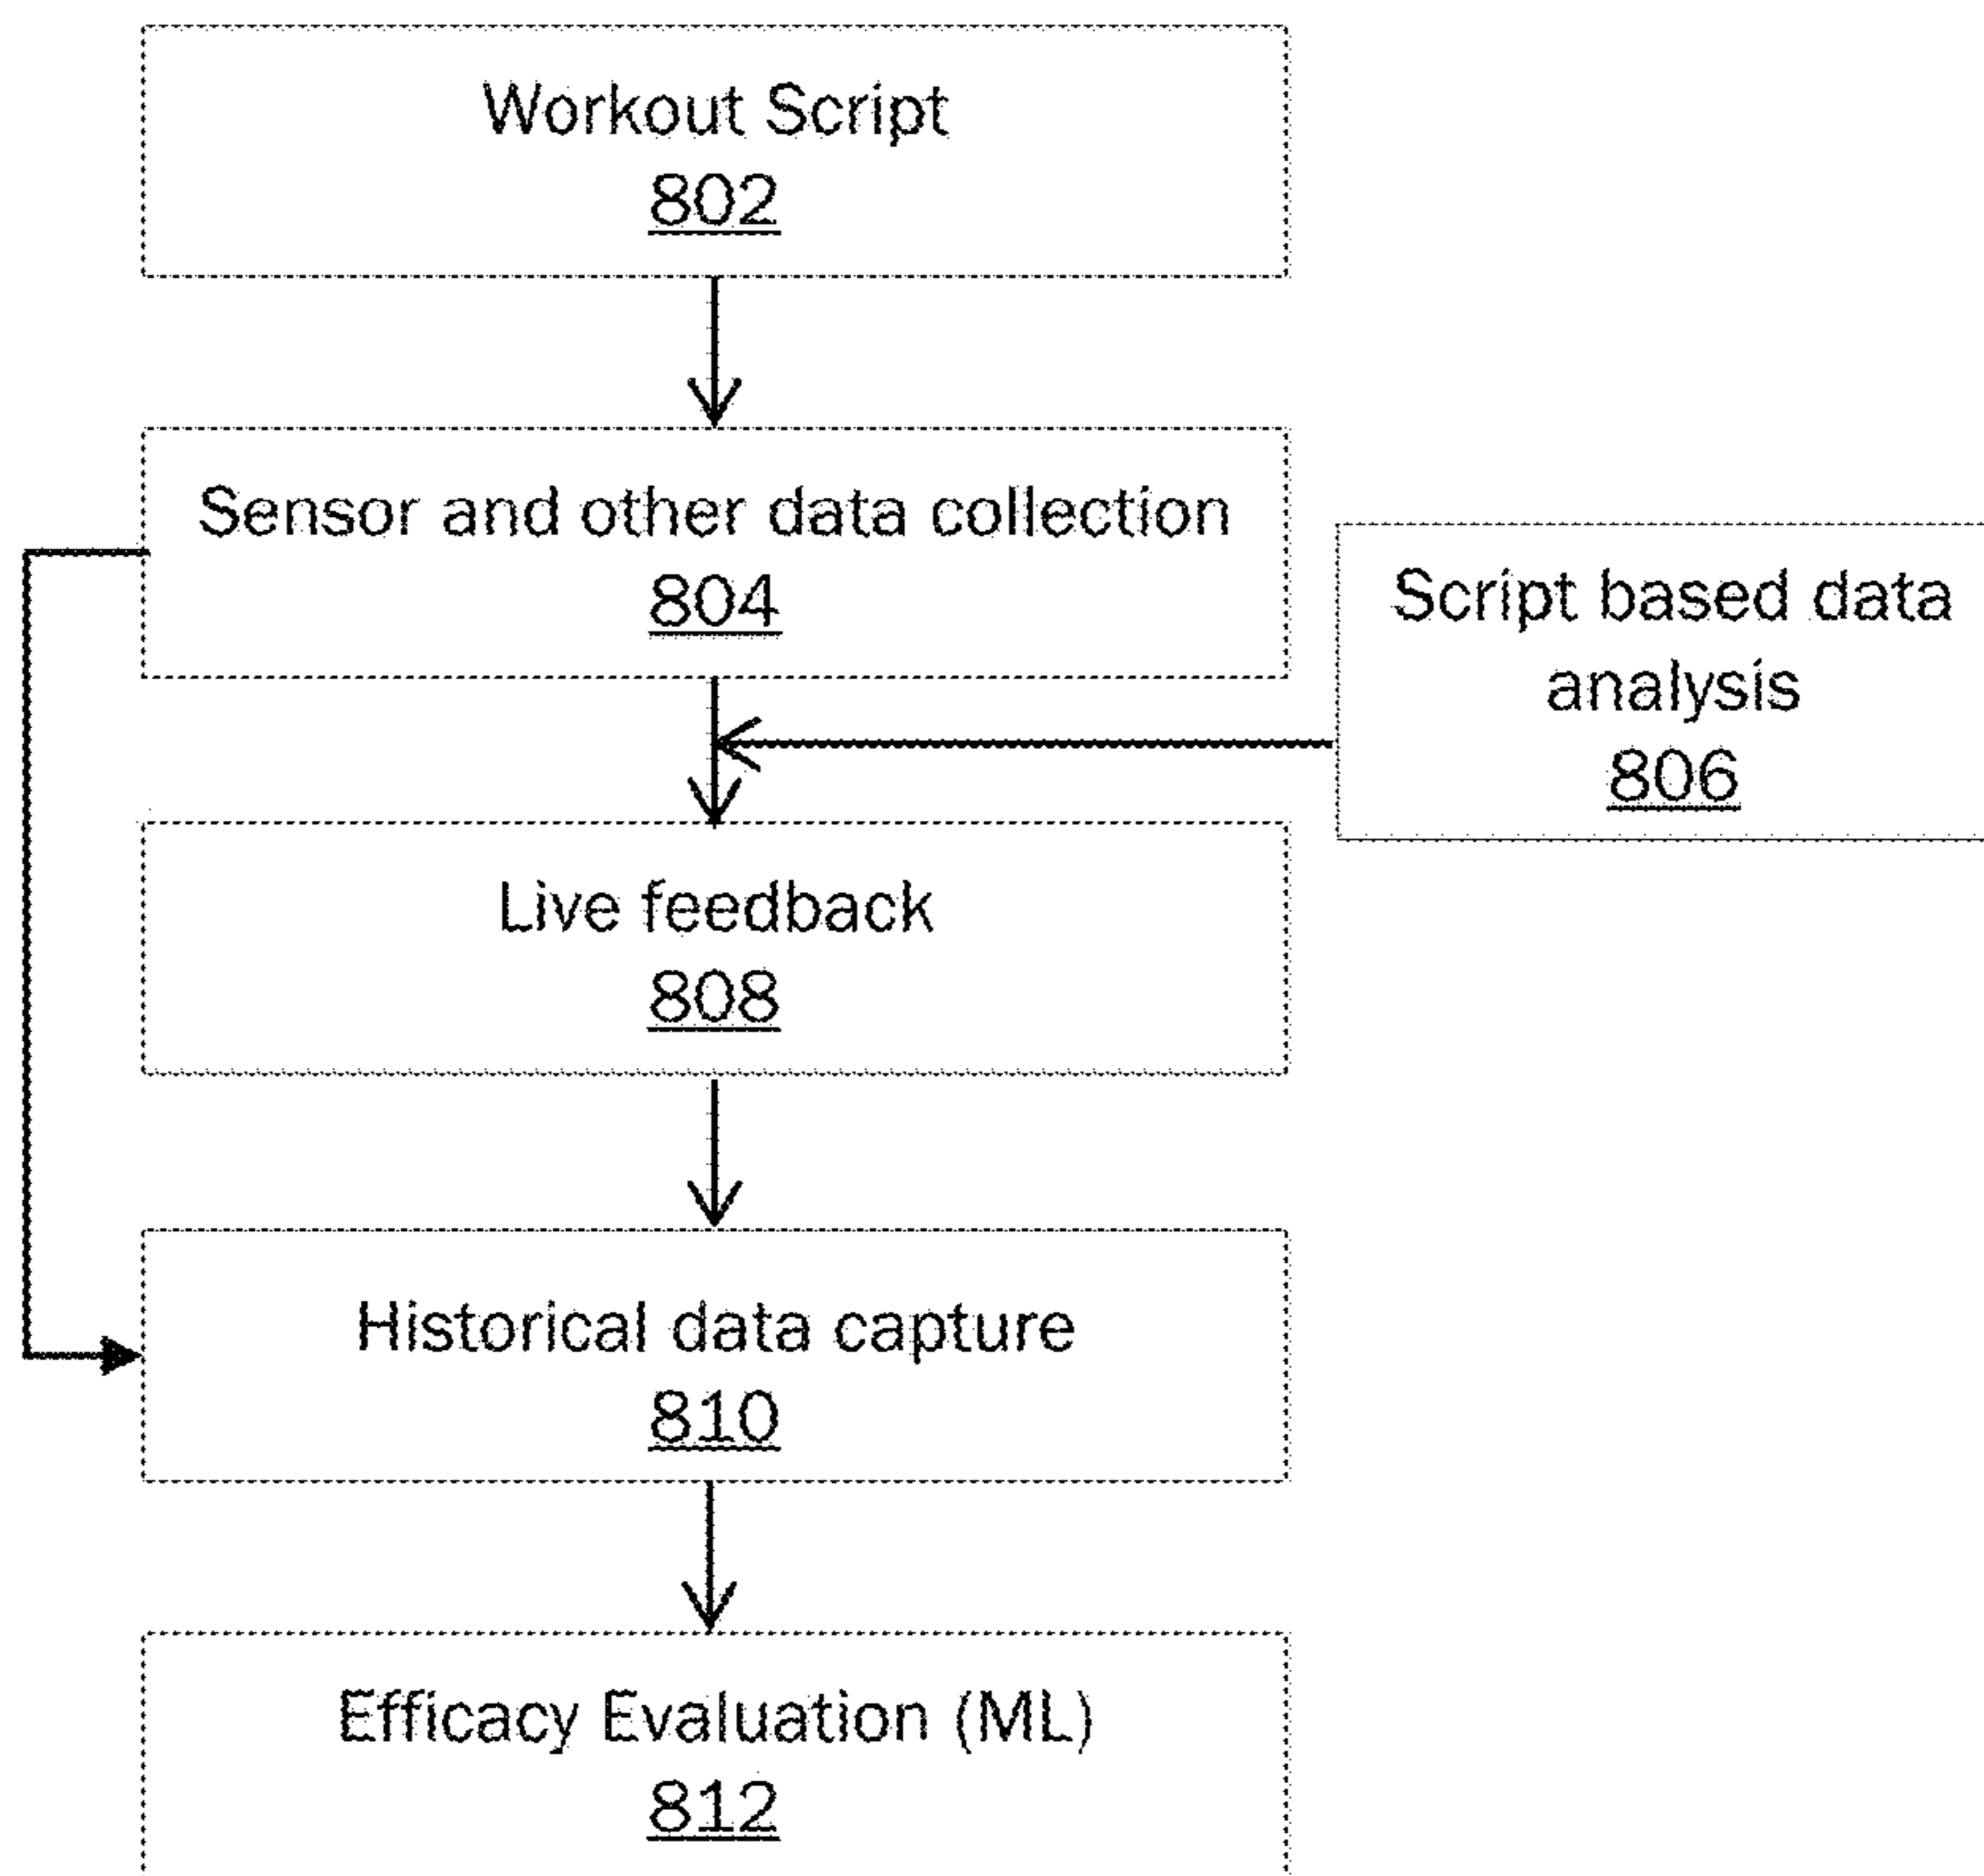 Workout Script
802
Sensor and other data collection
804
Script based data
analysis
806
Live feedback
808
Historical data capture
810
Efficacy Evaluation (ML)
812